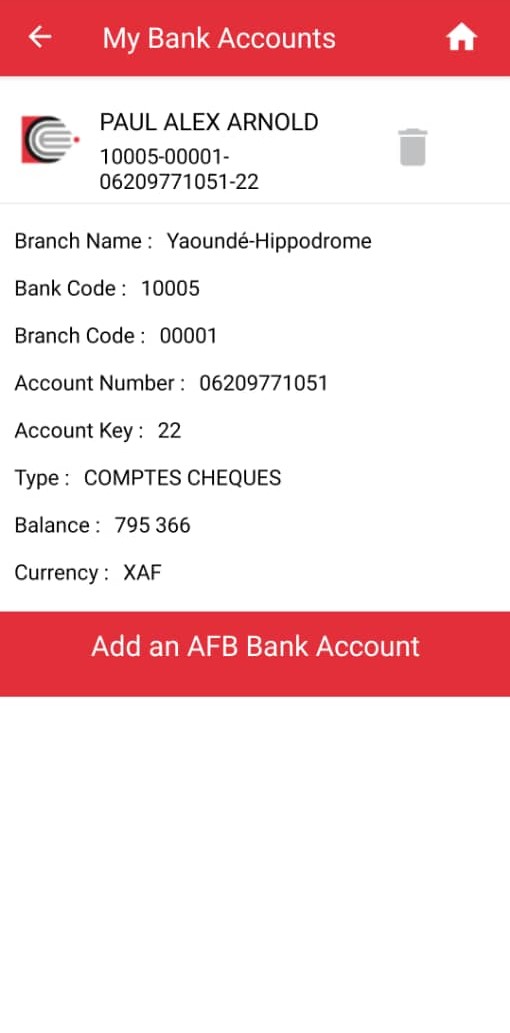 My Bank Accounts
PAUL ALEX ARNOLD
10005-00001-
06209771051-22
Branch Name : Yaoundé-Hippodrome
Bank Code : 10005
Branch Code : 00001
Account Number : 06209771051
Account Key : 22
Type : COMPTES CHEQUES
Balance : 795 366
Currency : XAF
Add an AFB Bank Account